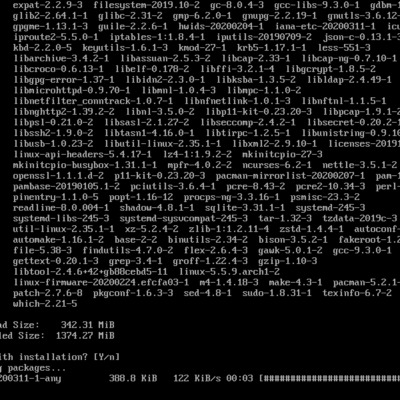 expat-2.2.9-3 filesystem-2019.10-2 gc-8.0.4-3 gcc-libs-9.3.0-1 gdbm-1
glib2-2.64.1-1 glibc-2.31-2 gmp-6.2.0-1 gnupg-2.2.19-1 gnutls-3.6.12
gpgme-1.13.1-3 guile-2.2.6-2 hwids-20200204-1 iana-etc-20200311-1 icu
iproute2-5.5.0-1 iptables-1:1.8.4-1 iputils-20190709-2 json-c-0.13.1-3
kbd-2.2.0-5 keyutils-1.6.1-3 kmod-27-1 krb5-1.17.1-1 less-551-3
libarchive-3.4.2-1 libassuan-2.5.3-2 libcap-2.33-1 libcap-ng-0.7.10-2
libcroco-0.6.13-1 libelf-0.178-2 libffi-3.2.1-4 libgcrypt-1.8.5-2
libgpg-error-1.37-1 libidn2-2.3.0-1 libksba-1.3.5-2 libldap-2.4.49-1
libmicrohttpd-0.9.70-1 libmnl-1.0.4-3 libmpc-1.1.0-2
libnetfilter_conntrack-1.0.7-1 libnfnetlink-1.0.1-3 libnftnl-1.1.5-1
libnghttp2-1.39.2-2 libnl-3.5.0-2 libp11-kit-0.23.20-3 libpcap-1.9.1-2
libpsl-0.21.0-2 libsasl-2.1.27-2 libseccomp-2.4.2-1 libsecret-0.20.2-1
libssh2-1.9.0-2 libtasn1-4.16.0-1 libtirpc-1.2.5-1 libunistring-0.9.10
libusb-1.0.23-2 libutil-linux-2.35.1-1 libxml2-2.9.10-1 licenses-2019
linux-api-headers-5.4.17-1 lz4-1:1.9.2-2 mkinitcpio-27-3
mkinitcpio-busybox-1.31.1-1 mpfr-4.0.2-2 ncurses-6.2-1 nettle-3.5.1-2
openssl-1.1.1.d-2 p11-kit-0.23.20-3 pacman-mirrorlist-20200207-1 pam-1
pambase-20190105.1-2 pciutils-3.6.4-1 pcre-8.43-2 pcre2-10.34-3 perl-
pinentry-1.1.0-5 popt-1.16-12 procps-ng-3.3.16-1 psmisc-23.3-2
readline-8.0.004-1 shadow-4.8.1-1 sqlite-3.31.1-1 systemd-245-3
systemd-libs-245-3 systemd-sysvcompat-245-3 tar-1.32-3 tzdata-2019c-3
util-linux-2.35.1-1 xz-5.2.4-2 zlib-1:1.2.11-4 zstd-1.4.4-1 autoconf-
automake-1.16.1-2 base-2-2 binutils-2.34-2 bison-3.5.2-1 fakeroot-1.2
file-5.38-3 findutils-4.7.0-2 flex-2.6.4-3 gawk-5.0.1-2 gcc-9.3.0-1
gettext-0.20.1-3 grep-3.4-1 groff-1.22.4-3 gzip-1.10-3
libtool-2.4.6+42+gb88cebd5-11 linux-5.5.9.arch1-2
linux-firmware-20200224.efcfa03-1 m4-1.4.18-3 make-4.3-1 pacman-5.2.1-
patch-2.7.6-8 pkgconf-1.6.3-3 sed-4.8-1 sudo-1.8.31-1 texinfo-6.7-2
which-2.21-5
ad Size: 342.31 MiB
lled Size: 1374.27 MiB
ith installation? [Y/n]
g packages...
200311-1-any 388.8 KiB 122 KiB/s 00:03 [######################